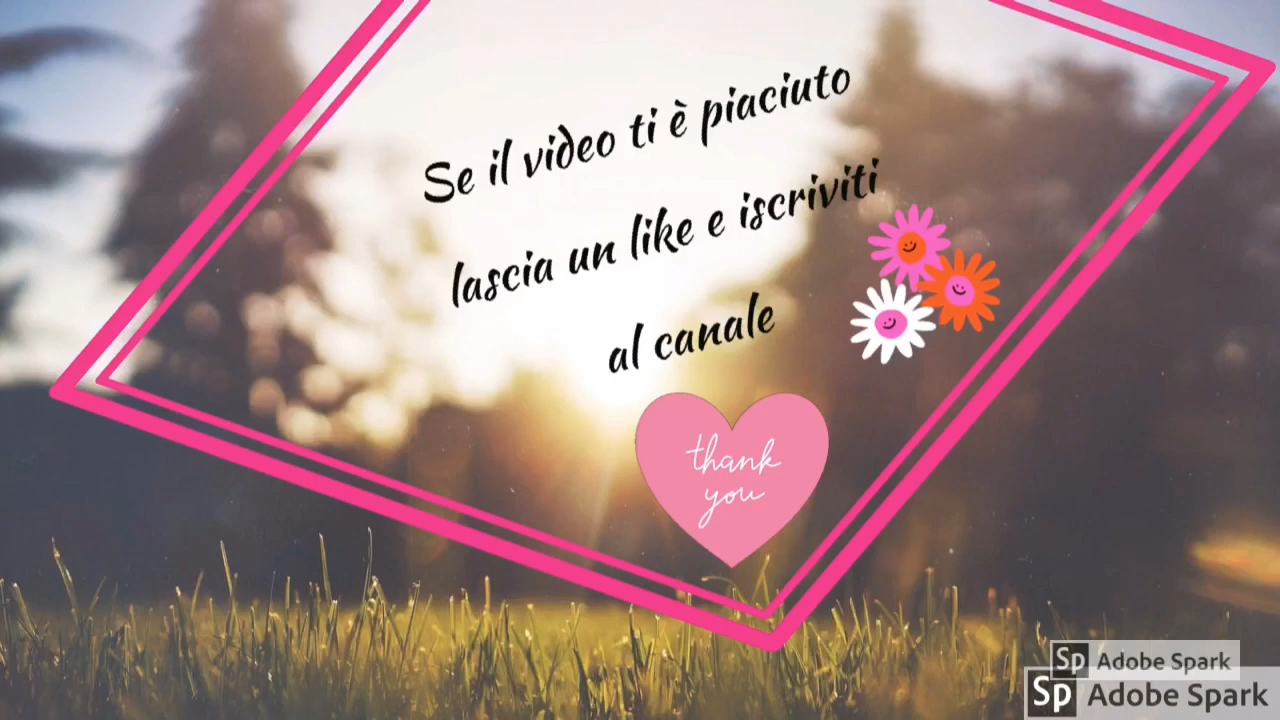 Se il video ti è piaciuto
lascia un like e iscriviti
al canale
thank
you
Sp Adobe Spark
Sp Adobe Spark